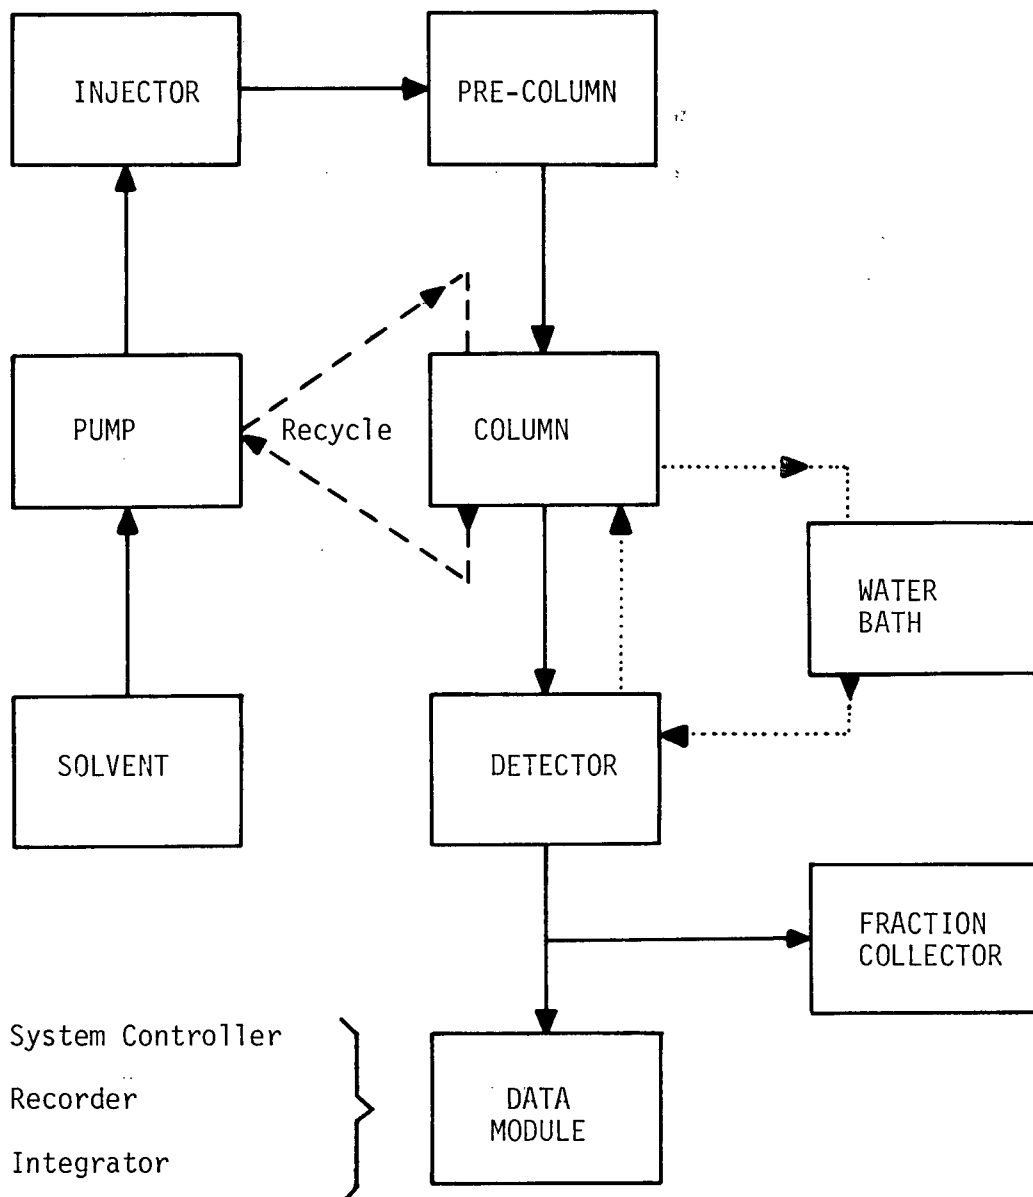 INJECTOR
PRE-COLUMN
PUMP
Recycle
COLUMN
WATER
BATH
SOLVENT
DETECTOR
FRACTION
COLLECTOR
System Controller
Recorder
Integrator
DATA
MODULE